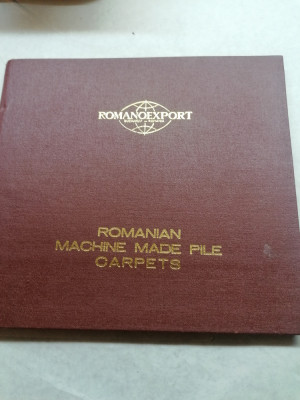 ROMANOEXPORT
ROMANIAN
MACHINE MADE PILE
CARPETS